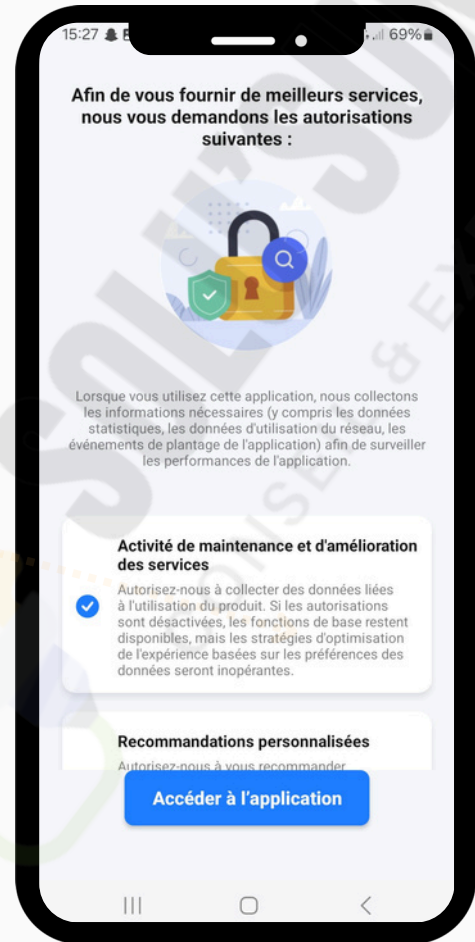 15:27
69%
Afin de vous fournir de meilleurs services,
nous vous demandons les autorisations
suivantes :
Lorsque vous utilisez cette application, nous collectons
les informations nécessaires (y compris les données
statistiques, les données d'utilisation du réseau, les
événements de plantage de l'application) afin de surveiller
les performances de l'application.
Activité de maintenance et d'amélioration
des services
Autorisez-nous à collecter des données liées
à l'utilisation du produit. Si les autorisations
sont désactivées, les fonctions de base restent
disponibles, mais les stratégies d'optimisation
de l'expérience basées sur les préférences des
données seront inopérantes.
Recommandations personnalisées
Autorisez-nous à vous recommander
Accéder à l'application